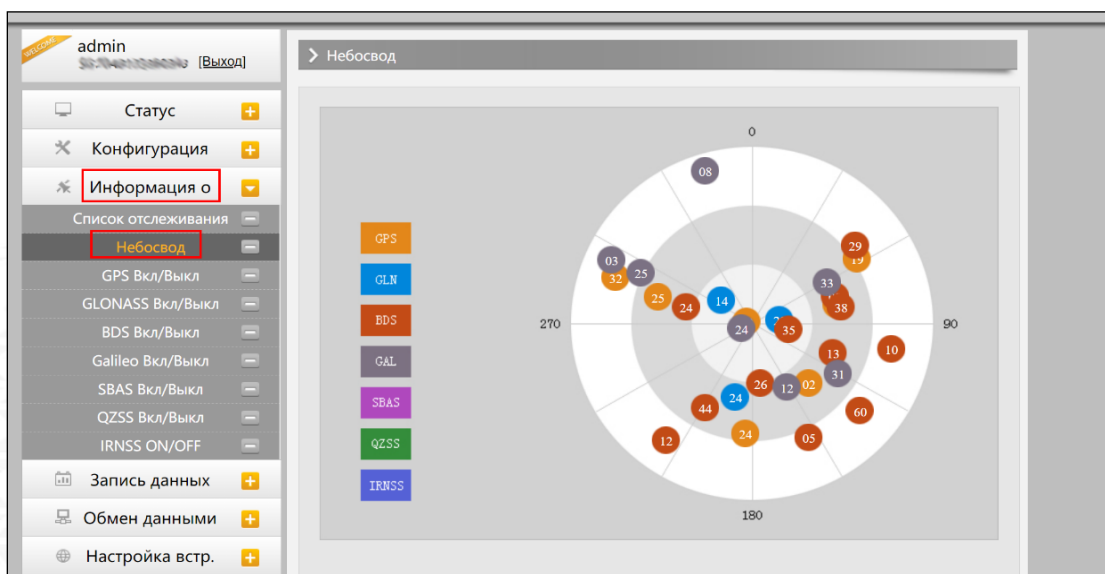 WELCOME
admin
[Выход]
Небосвод
Статус
Конфигурация
Информация о
Список отслеживания
Небосвод
GPS Вкл/Выкл
GLONASS Вкл/Выкл
BDS Вкл/Выкл
Galileo Вкл/Выкл
SBAS Вкл/Выкл
QZSS Вкл/Выкл
IRNSS ON/OFF
Запись данных
Обмен данными
Настройка встр.
GPS
GLN
BDS
GAL
SBAS
QZSS
IRNSS
0
08
29
19
03
32
25
33
25
24
14
38
270
24
35
90
13
10
31
26
12
02
24
44
60
12
24
05
180